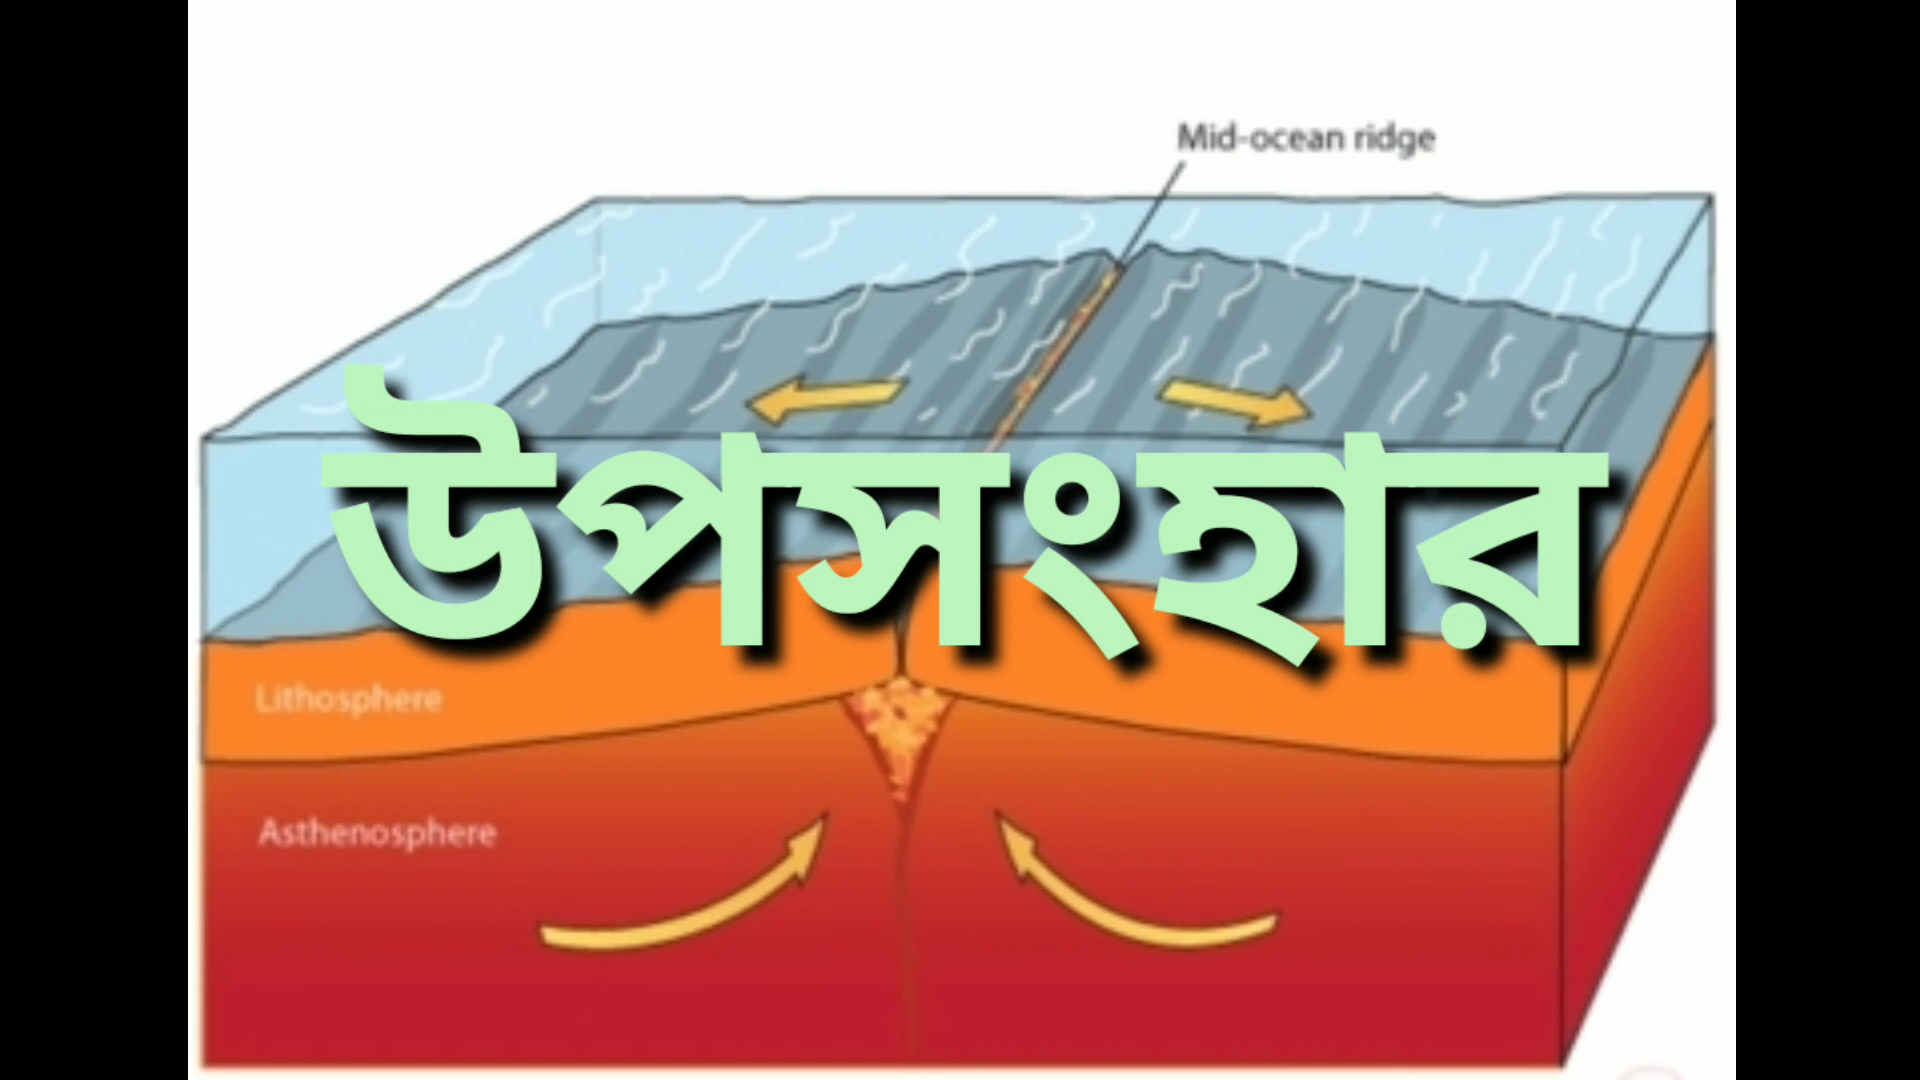 Mid-ocean ridge
উপসংহার
Lithosphere
Asthenosphere